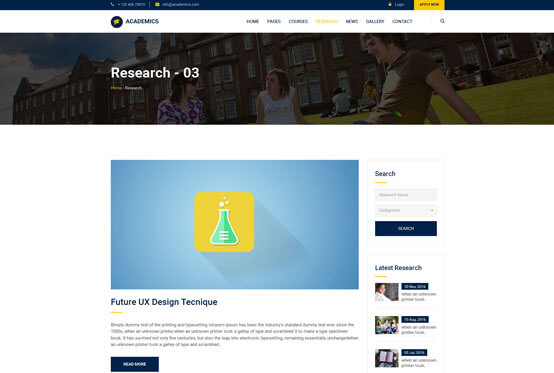 + 123 456 78910
info@academics.com
Login
APPLY NOW
ACADEMICS
HOME PAGES COURSES RESEARCH NEWS GALLERY CONTACT
Research - 03
Home - Research
Search
Research Name
Categories
SEARCH
Future UX Design Tecnique
Bimply dummy text of the printing and typesetting istryrem Ipsum has been the industry's standard dummy text ever since the
1500s, when an unknown printer.when an unknown printer took a galley of type and scrambled it to make a type. specimen
book. It has survived not only five centuries, but also the leap into electronic typesetting, remaining essentially unchangedwhen
an unknown printer took a galley of type and scrambled.
READ MORE
Latest Research
20 Nov, 2016
when an unknown
printer took.
10 Aug, 2016
when an unknown
printer took.
05 Jul, 2016
when an unknown
printer took.